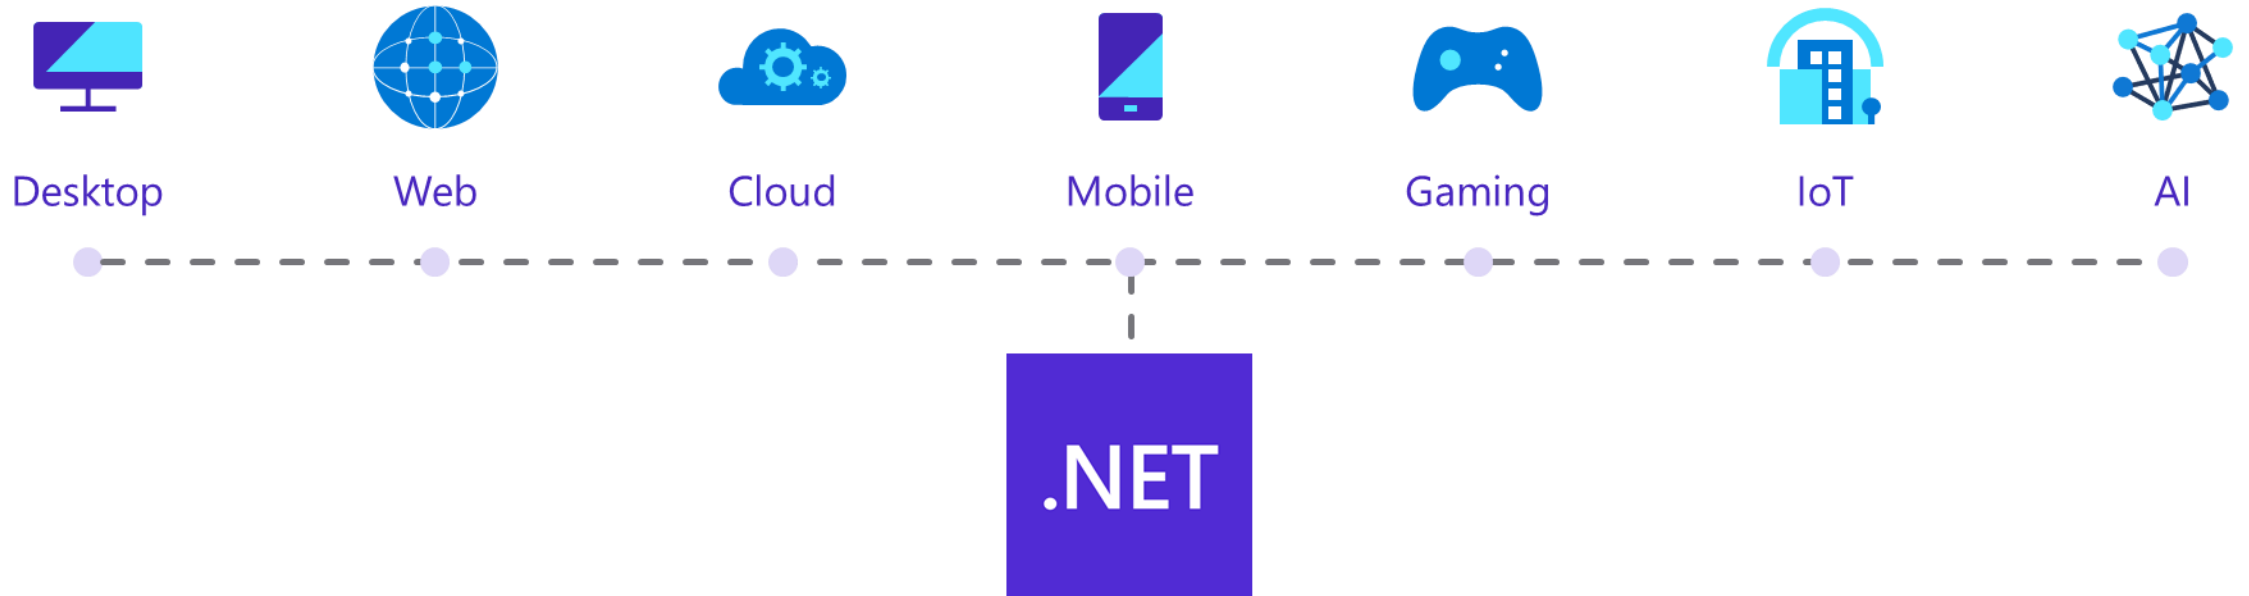 Desktop
Web
Cloud
Mobile
Gaming
IoT
AI
.NET